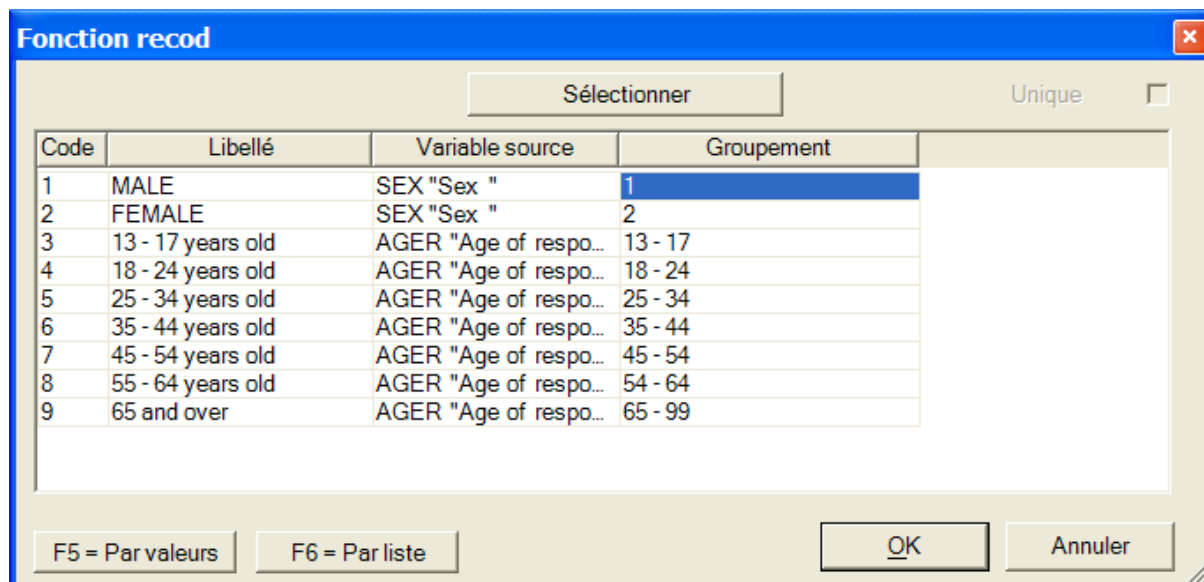 Fonction recod
Sélectionner Unique
Code Libellé Variable source Groupement
1 MALE SEX "Sex " 1
2 FEMALE SEX "Sex " 2
3 13 - 17 years old AGER "Age of respo... 13 - 17
4 18 - 24 years old AGER "Age of respo... 18 - 24
5 25 - 34 years old AGER "Age of respo... 25 - 34
6 35 - 44 years old AGER "Age of respo... 35 - 44
7 45 - 54 years old AGER "Age of respo... 45 - 54
8 55 - 64 years old AGER "Age of respo... 54 - 64
9 65 and over AGER "Age of respo... 65 - 99
F5 = Par valeurs F6 = Par liste OK Annuler